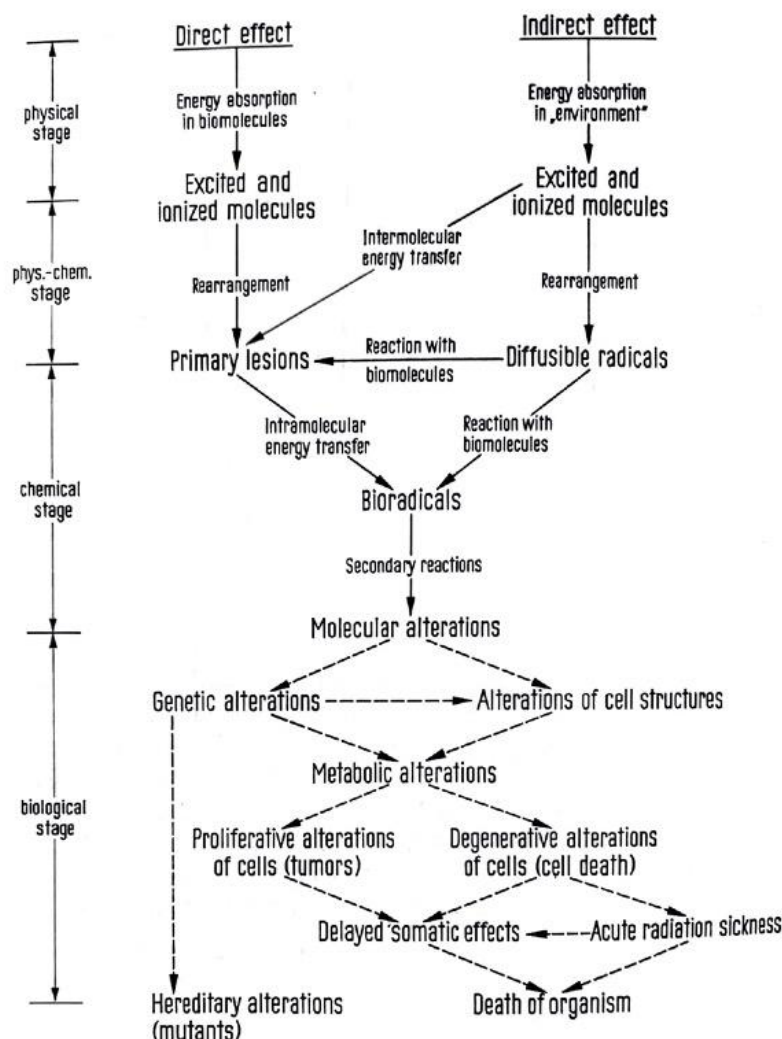 Direct effect
Indirect effect
physical
stage
Energy absorption
in biomolecules
Energy absorption
in „environment“
Excited and
ionized molecules
Excited and
ionized molecules
phys.-chem.
stage
Intermolecular
energy transfer
Rearrangement
Rearrangement
Primary lesions
Reaction with
biomolecules
Diffusible radicals
Intramolecular
energy transfer
Reaction with
biomolecules
chemical
stage
Bioradicals
Secondary reactions
Molecular alterations
Genetic alterations
Alterations of cell structures
Metabolic alterations
biological
stage
Proliferative alterations
of cells (tumors)
Degenerative alterations
of cells (cell death)
Delayed somatic effects
Acute radiation sickness
Hereditary alterations
(mutants)
Death of organism